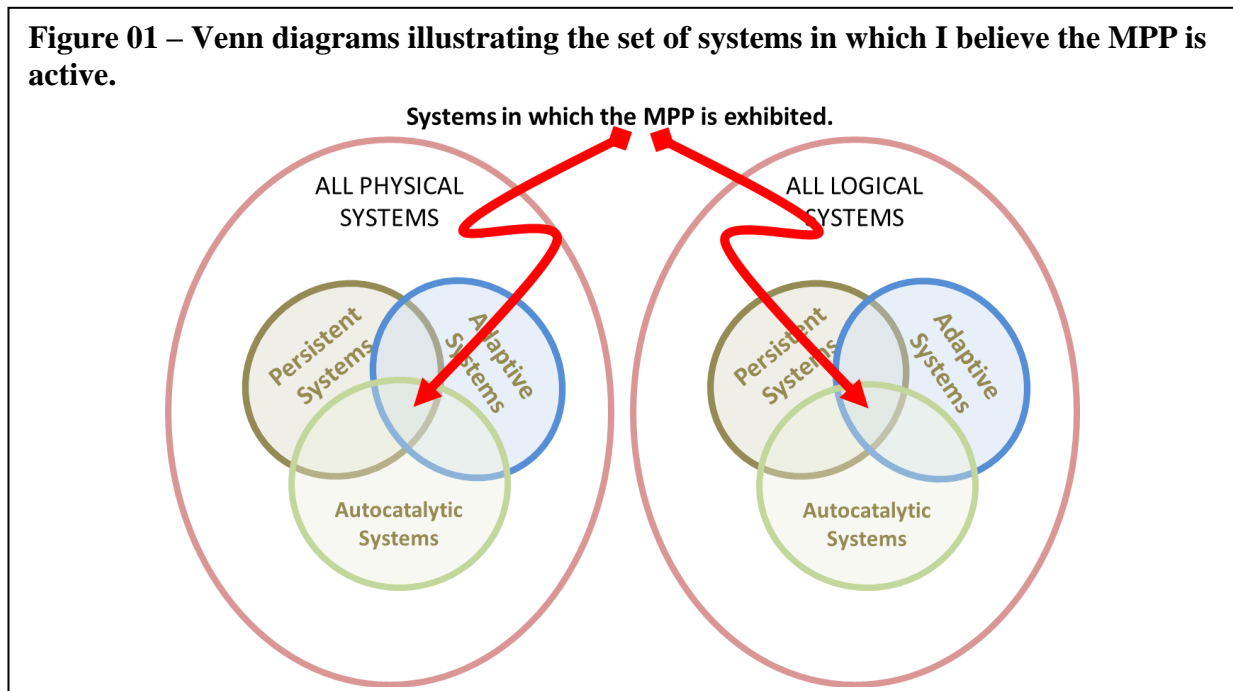 Figure 01 – Venn diagrams illustrating the set of systems in which I believe the MPP is
active.
Systems in which the MPP is exhibited.
ALL PHYSICAL
SYSTEMS
Persistent
Systems
Adaptive
Systems
Autocatalytic
Systems
ALL LOGICAL
SYSTEMS
Persistent
Systems
Adaptive
Systems
Autocatalytic
Systems